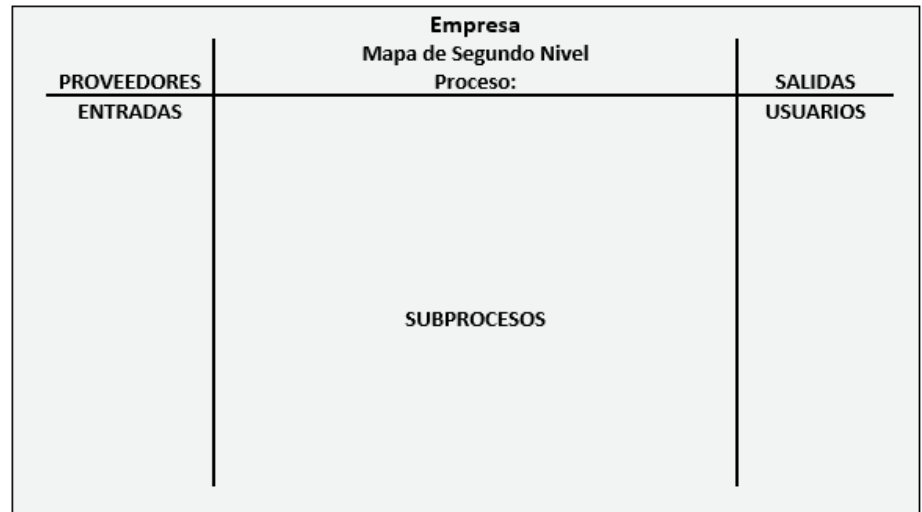 Empresa
Mapa de Segundo Nivel
PROVEEDORES Proceso: SALIDAS
ENTRADAS USUARIOS
SUBPROCESOS